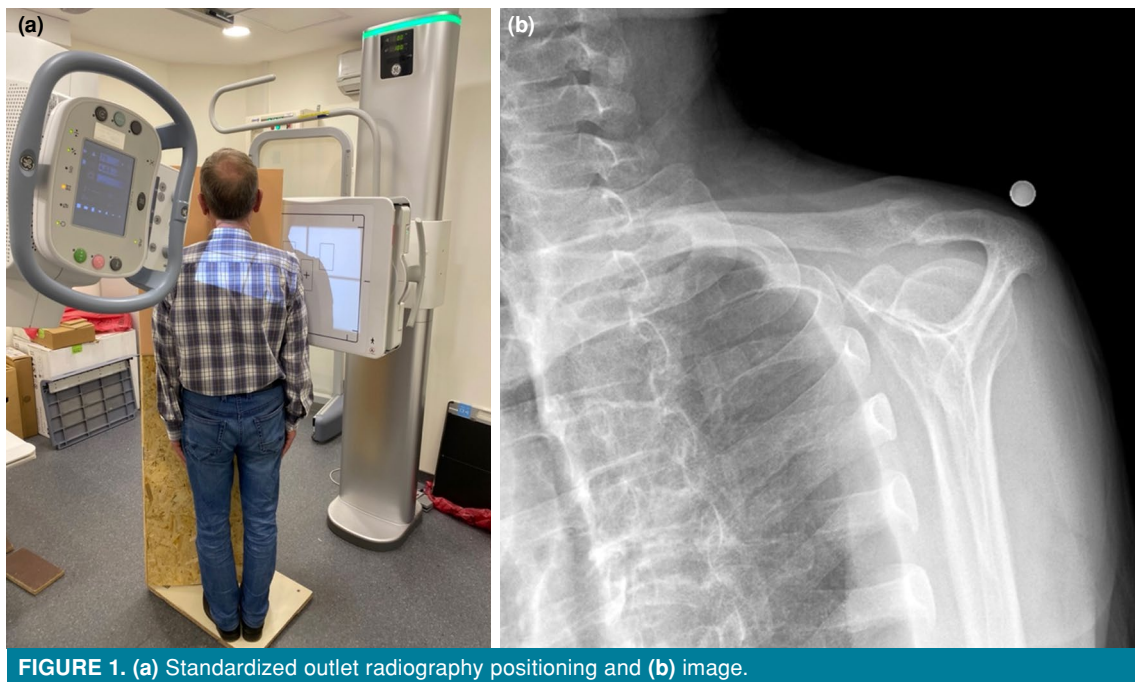 (a)
(b)
FIGURE 1. (a) Standardized outlet radiography positioning and (b) image.